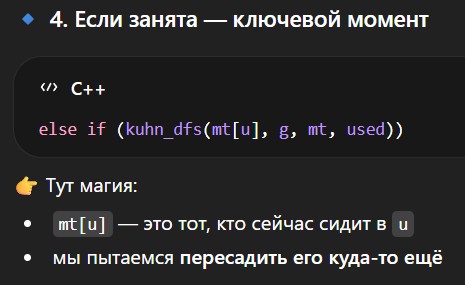 🔹 4. Если занята — ключевой момент
</> C++
else if (kuhn_dfs(mt[u], g, mt, used))
👉 Тут магия:
• mt[u] — это тот, кто сейчас сидит в u
• мы пытаемся пересадить его куда-то ещё